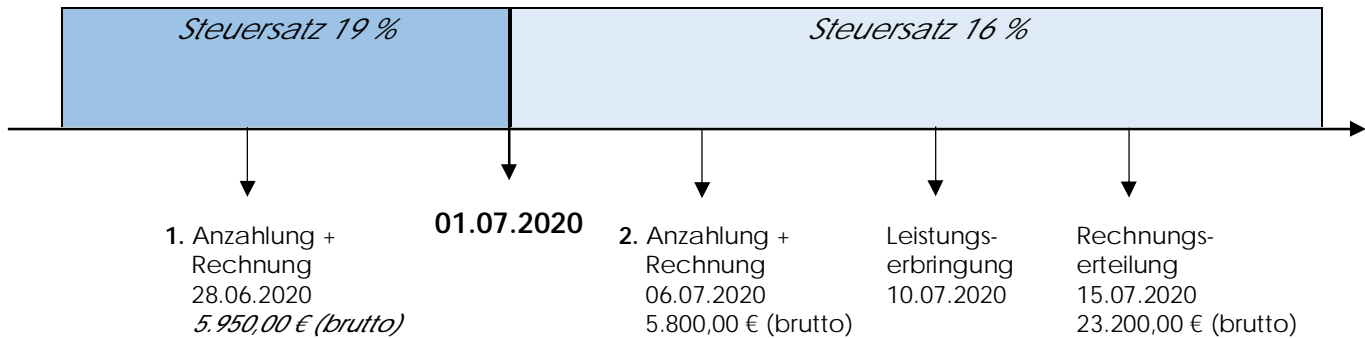 Steuersatz 19 %
Steuersatz 16 %
1. Anzahlung +
Rechnung
28.06.2020
5.950,00 € (brutto)
01.07.2020
2. Anzahlung +
Rechnung
06.07.2020
5.800,00 € (brutto)
Leistungs-
erbringung
10.07.2020
Rechnungs-
erteilung
15.07.2020
23.200,00 € (brutto)